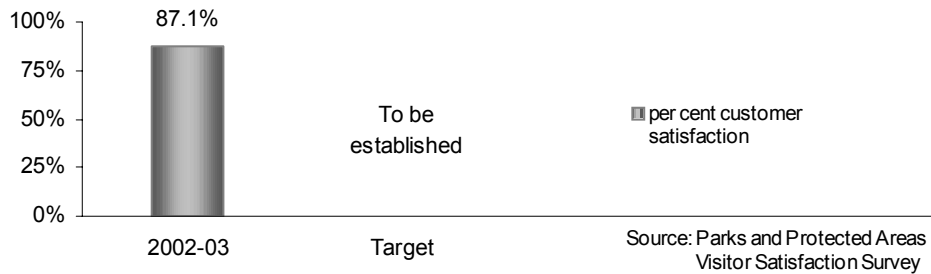 100%
75%
50%
25%
0%
87.1%
2002-03
To be
established
Target
per cent customer
satisfaction
Source: Parks and Protected Areas
Visitor Satisfaction Survey